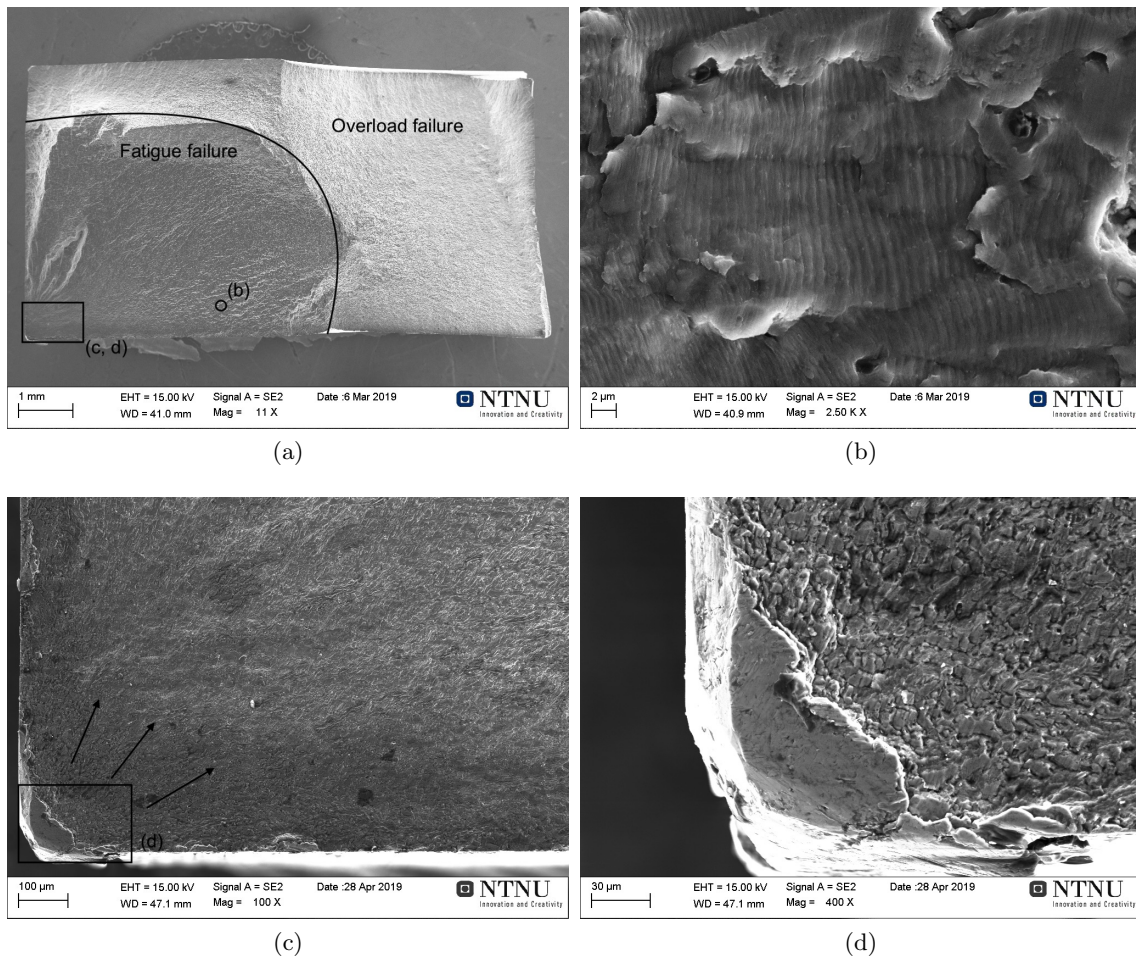 Overload failure
Fatigue failure
(b)
(c, d)
1 mm
EHT = 15.00 kV
WD = 41.0 mm
Signal A = SE2
Mag = 11 X
Date :6 Mar 2019
NTNU
Innovation and Creativity
(a)
2 µm
EHT = 15.00 kV
WD = 40.9 mm
Signal A = SE2
Mag = 2.50 K X
Date :6 Mar 2019
NTNU
Innovation and Creativity
(b)
(d)
100 µm
EHT = 15.00 kV
WD = 47.1 mm
Signal A = SE2
Mag = 100 X
Date :28 Apr 2019
NTNU
Innovation and Creativity
(c)
30 µm
EHT = 15.00 kV
WD = 47.1 mm
Signal A = SE2
Mag = 400 X
Date :28 Apr 2019
NTNU
Innovation and Creativity
(d)